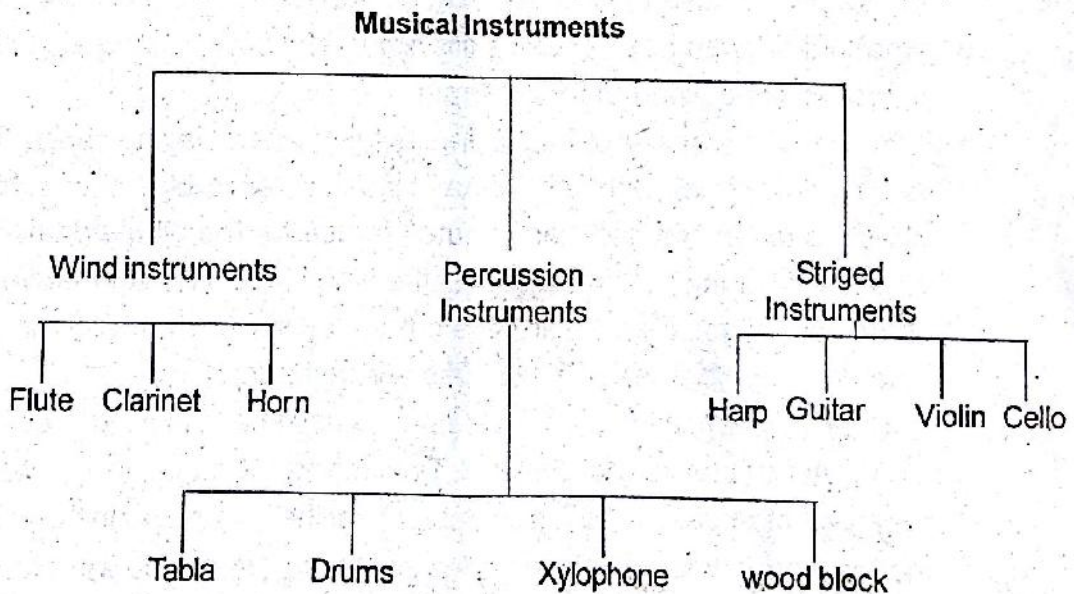 Musical Instruments
Wind instruments
Percussion
Instruments
Striged
Instruments
Flute Clarinet Horn
Harp Guitar Violin Cello
Tabla Drums Xylophone wood block